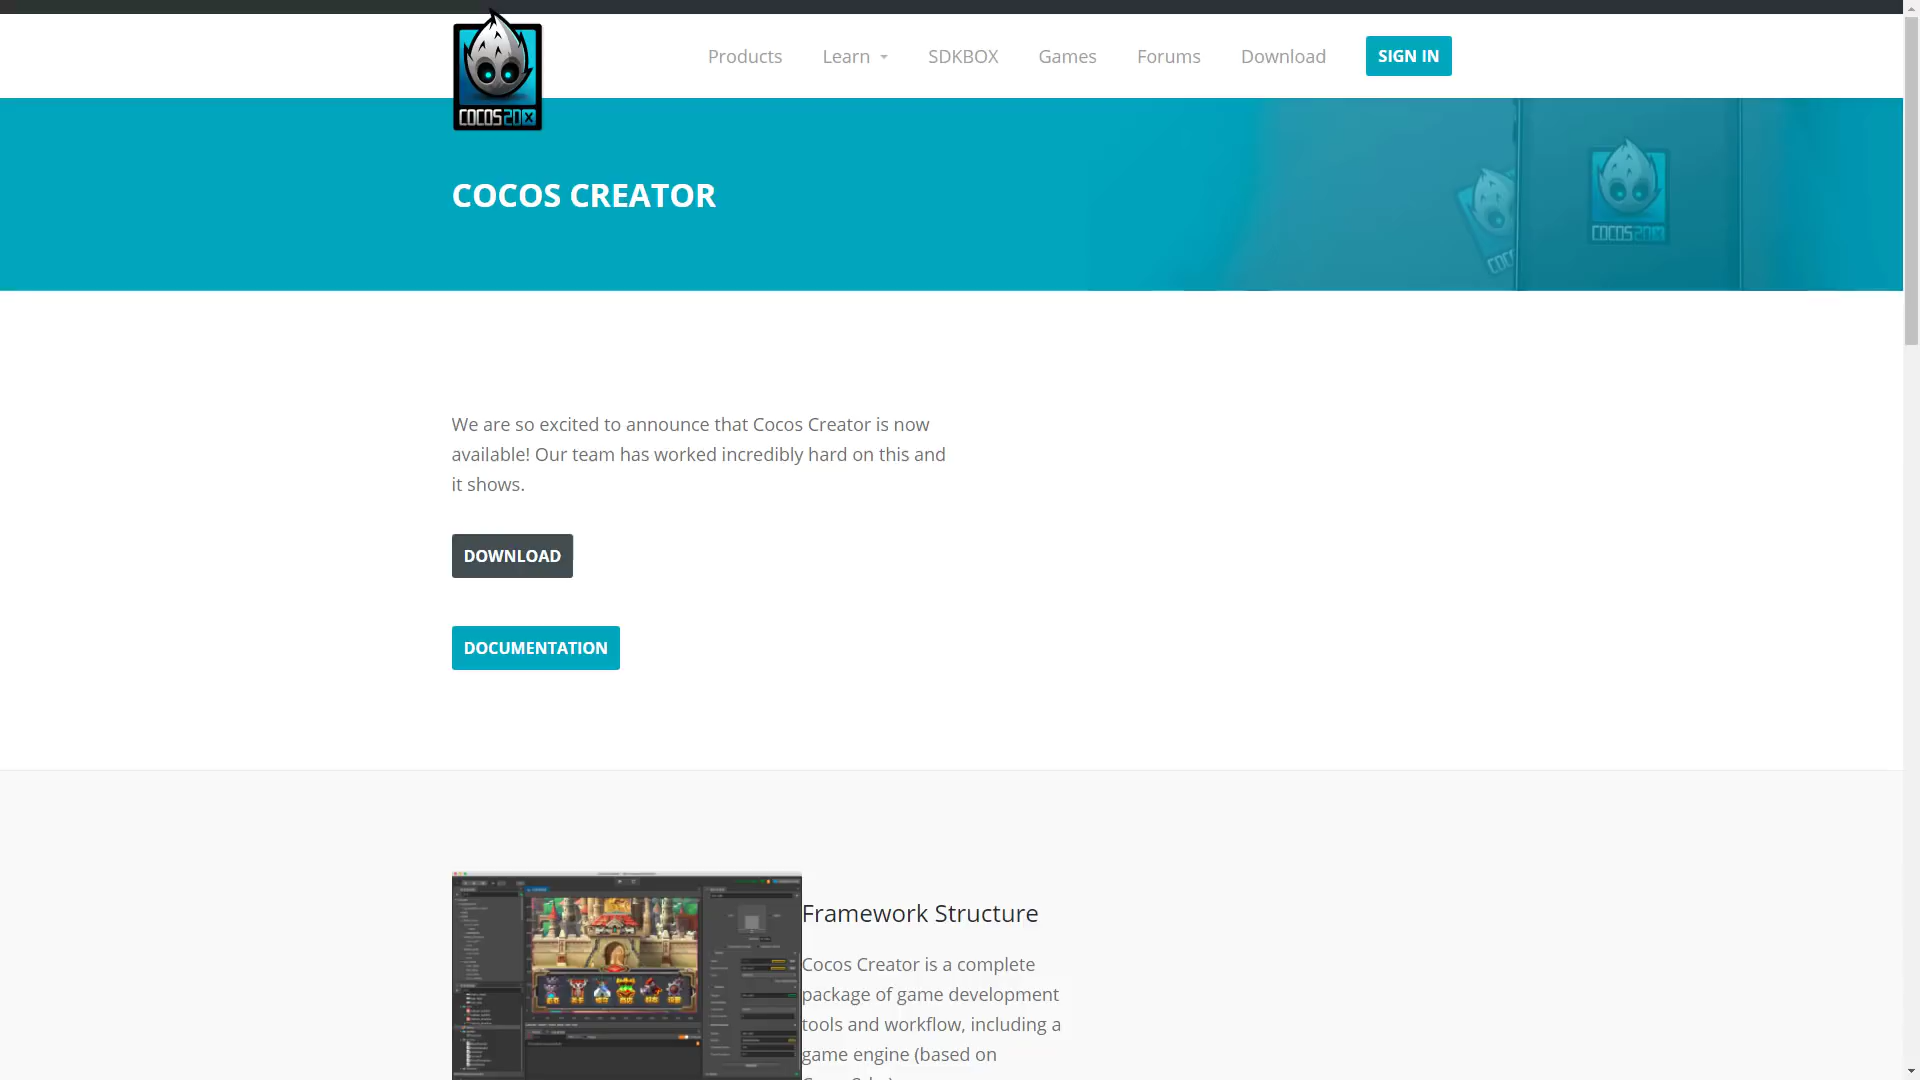 COCOS2DX
Products
Learn
SDKBOX
Games
Forums
Download
SIGN IN
COCOS CREATOR
COCOS2DX
We are so excited to announce that Cocos Creator is now
available! Our team has worked incredibly hard on this and
it shows.
DOWNLOAD
DOCUMENTATION
Framework Structure
Cocos Creator is a complete
package of game development
tools and workflow, including a
game engine (based on